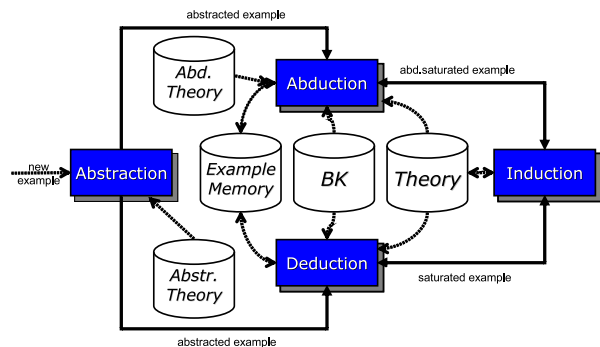 abstracted example
Abd.
Theory
Abduction
abd.saturated example
new
example
Abstraction
Example
Memory
BK
Theory
Induction
Abstr.
Theory
Deduction
saturated example
abstracted example